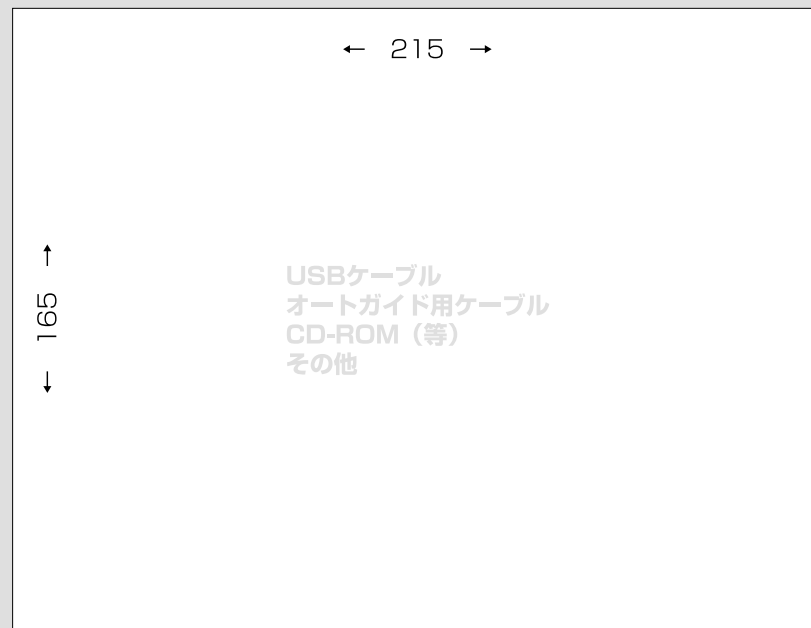 ← 215 →
← 165 →
USBケーブル
オートガイド用ケーブル
CD-ROM（等）
その他